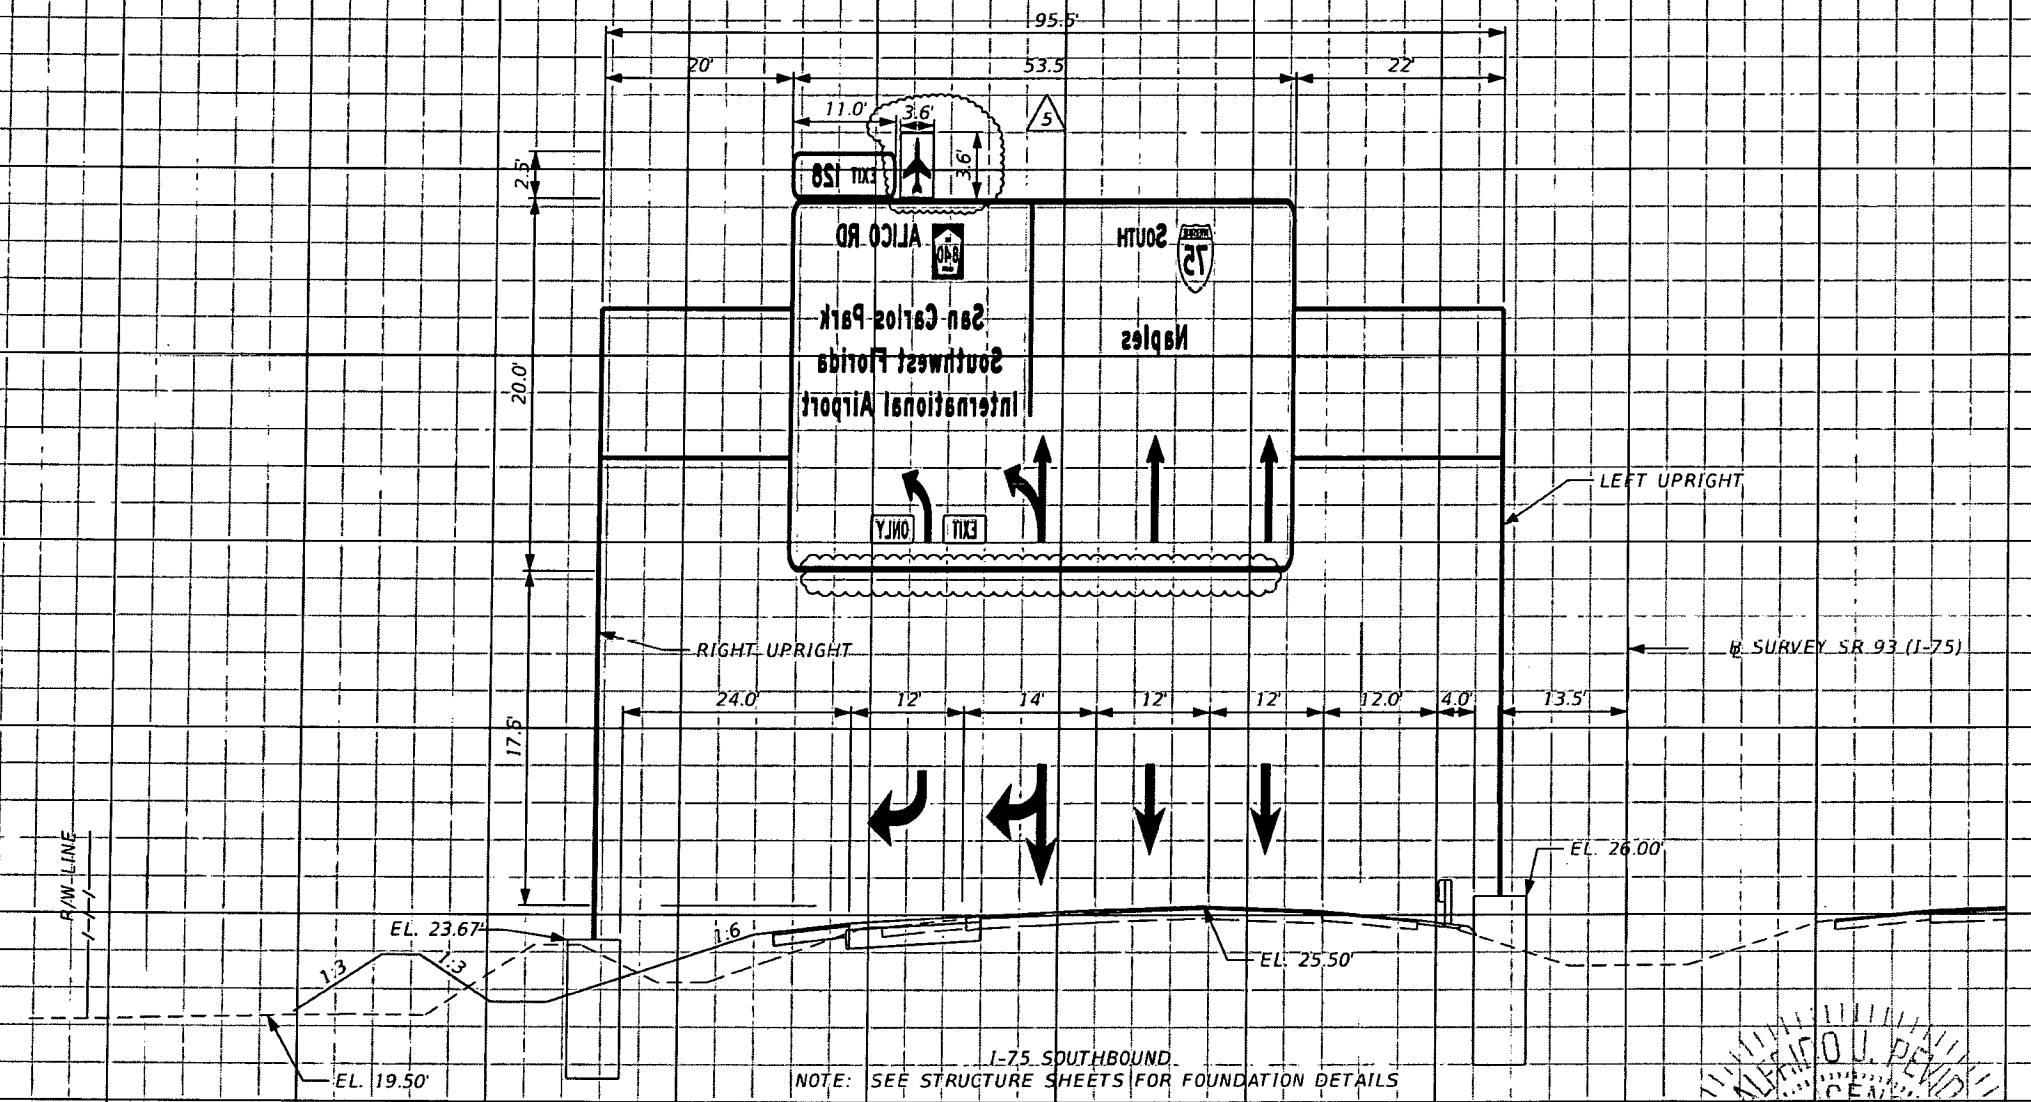 95.5'
20' 53.5' 22'
11.0' 3.6' 5
2.5' 3.6'
EXIT 128
ALICO RD 840 SOUTH 75
San Carlos Park
Southwest Florida
International Airport
Naples
20.0'
ONLY EXIT
LEFT UPRIGHT
RIGHT UPRIGHT
B SURVEY SR 93 (I-75)
24.0' 12' 14' 12' 12' 12.0' 4.0' 13.5'
17.5'
R/W LINE
EL. 26.00'
EL. 23.67'
1:6
1:3 1:3
EL. 25.50'
EL. 19.50'
I-75 SOUTHBOUND
NOTE: SEE STRUCTURE SHEETS FOR FOUNDATION DETAILS